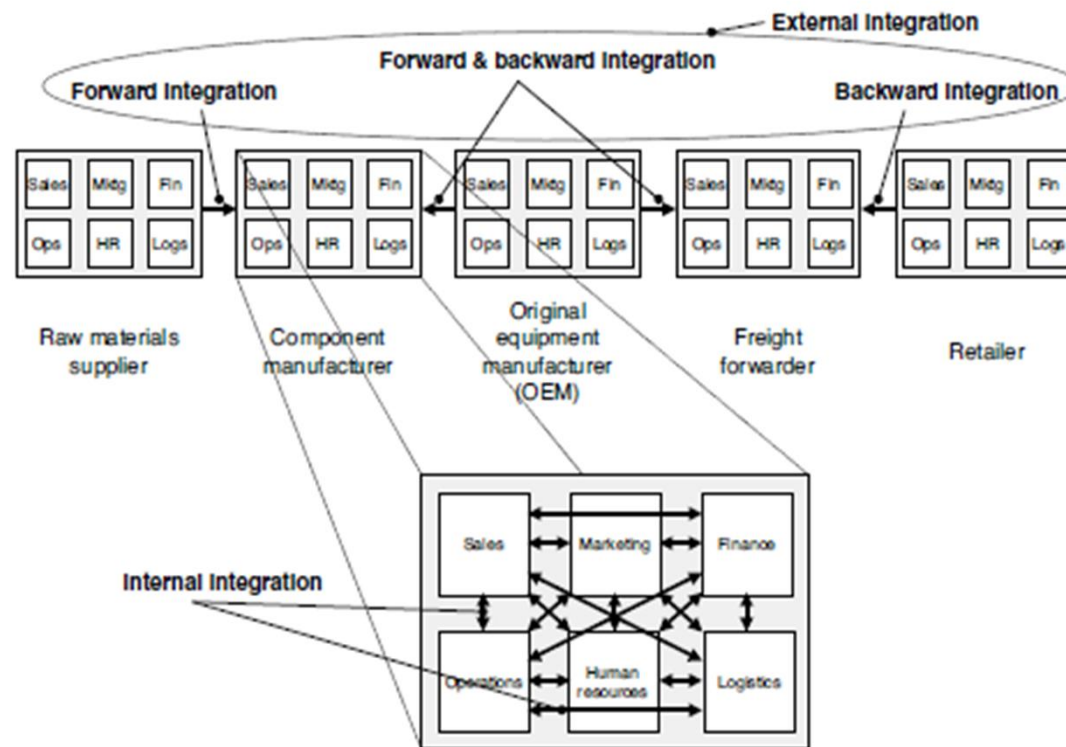 External integration
Forward & backward integration
Forward integration
Backward integration
Sales Mktg Fin
Ops HR Logs
Sales Mktg Fin
Ops HR Logs
Sales Mktg Fin
Ops HR Logs
Sales Mktg Fin
Ops HR Logs
Sales Mktg Fin
Ops HR Logs
Raw materials
supplier
Component
manufacturer
Original
equipment
manufacturer
(OEM)
Freight
forwarder
Retailer
Sales
Marketing
Finance
Internal integration
Operations
Human
resources
Logistics